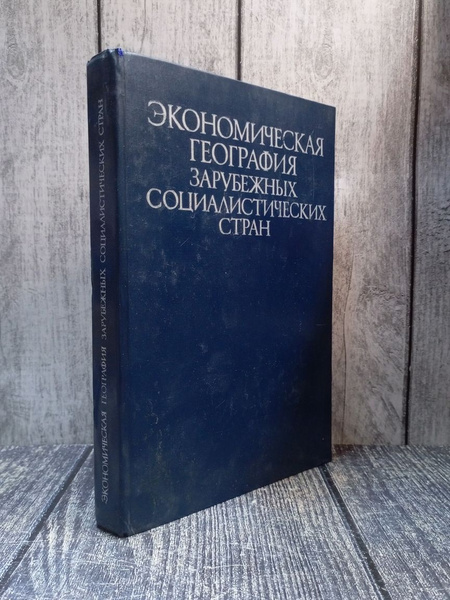 ЭКОНОМИЧЕСКАЯ
ГЕОГРАФИЯ
ЗАРУБЕЖНЫХ
СОЦИАЛИСТИЧЕСКИХ
СТРАН
ЭКОНОМИЧЕСКАЯ ГЕОГРАФИЯ ЗАРУБЕЖНЫХ СОЦИАЛИСТИЧЕСКИХ СТРАН